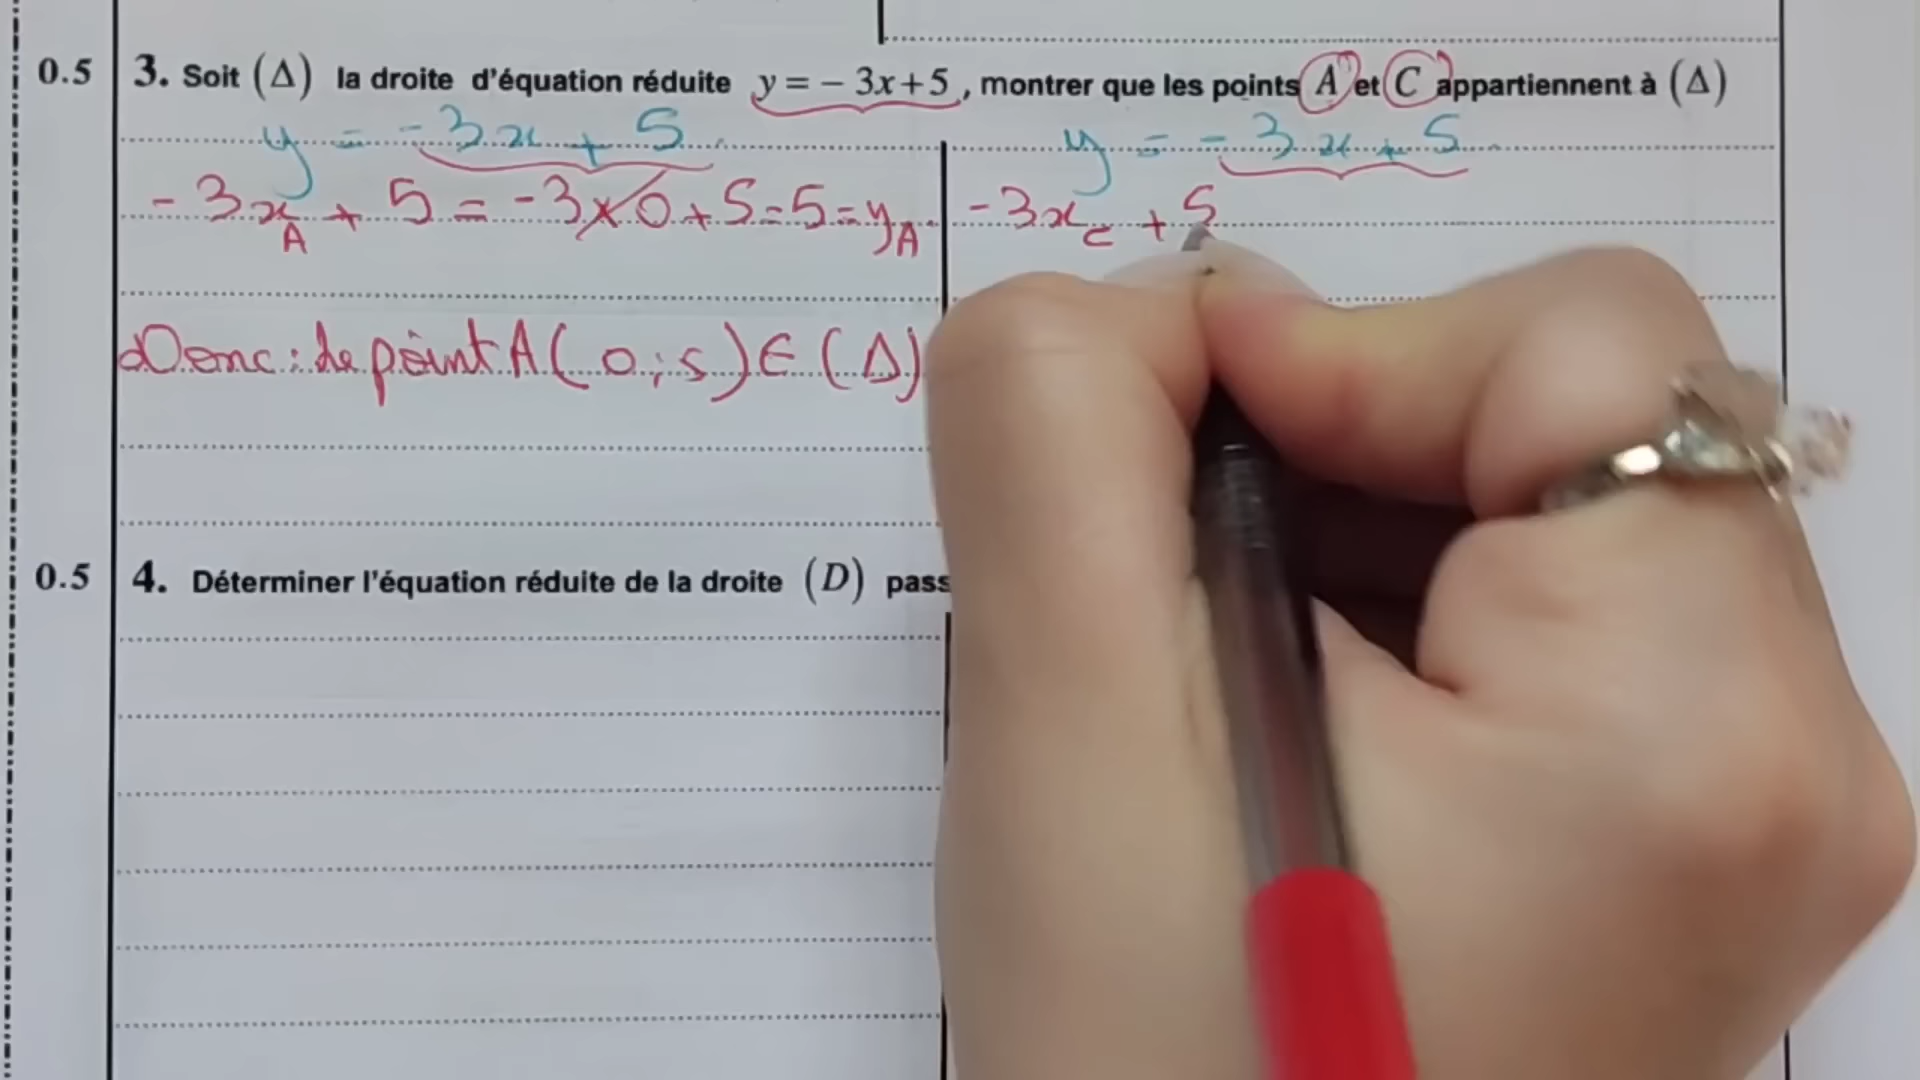 0.5 3. Soit (Δ) la droite d'équation réduite y = - 3x+5 , montrer que les points A et C appartiennent à (Δ)
y = -3x + 5
-3x_A + 5 = -3×0+5=5=y_A
Donc: le point A( 0 ; 5 ) ∈ (Δ)
y = -3x + 5
-3x_C + 5
0.5 4. Déterminer l'équation réduite de la droite (D) pass